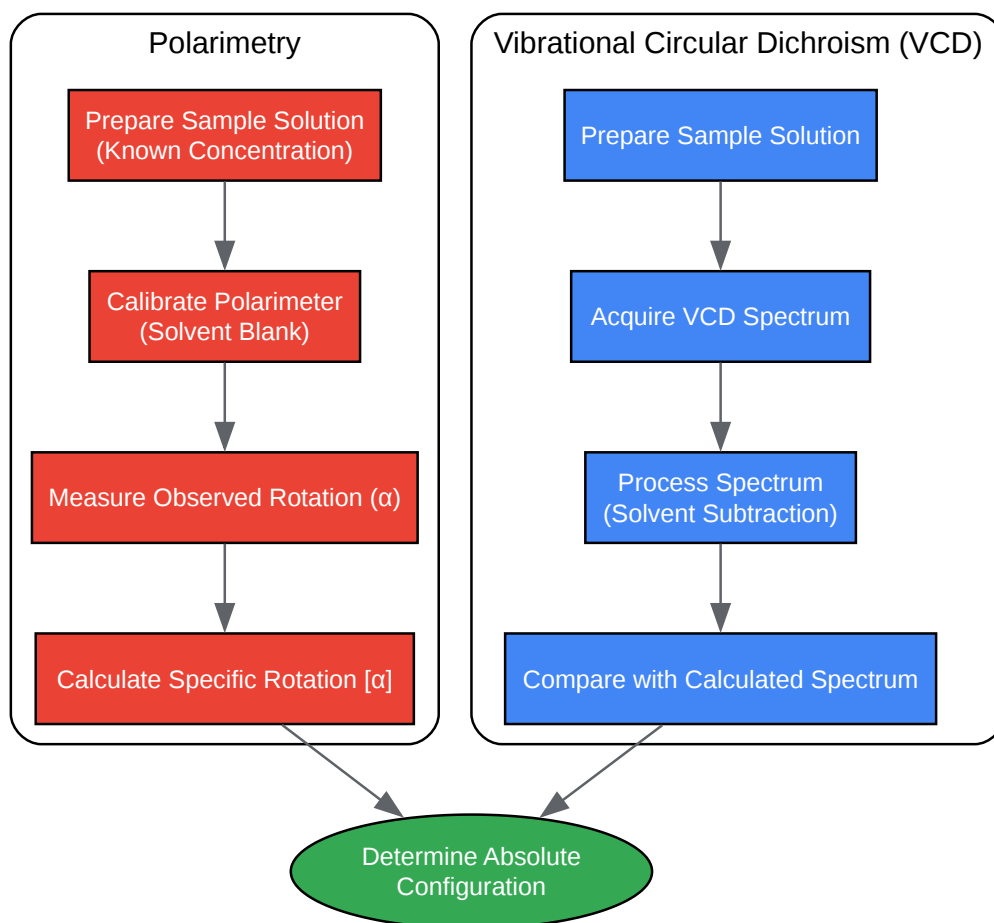 Polarimetry
Prepare Sample Solution
(Known Concentration)
Calibrate Polarimeter
(Solvent Blank)
Measure Observed Rotation (α)
Calculate Specific Rotation [α]
Vibrational Circular Dichroism (VCD)
Prepare Sample Solution
Acquire VCD Spectrum
Process Spectrum
(Solvent Subtraction)
Compare with Calculated Spectrum
Determine Absolute
Configuration